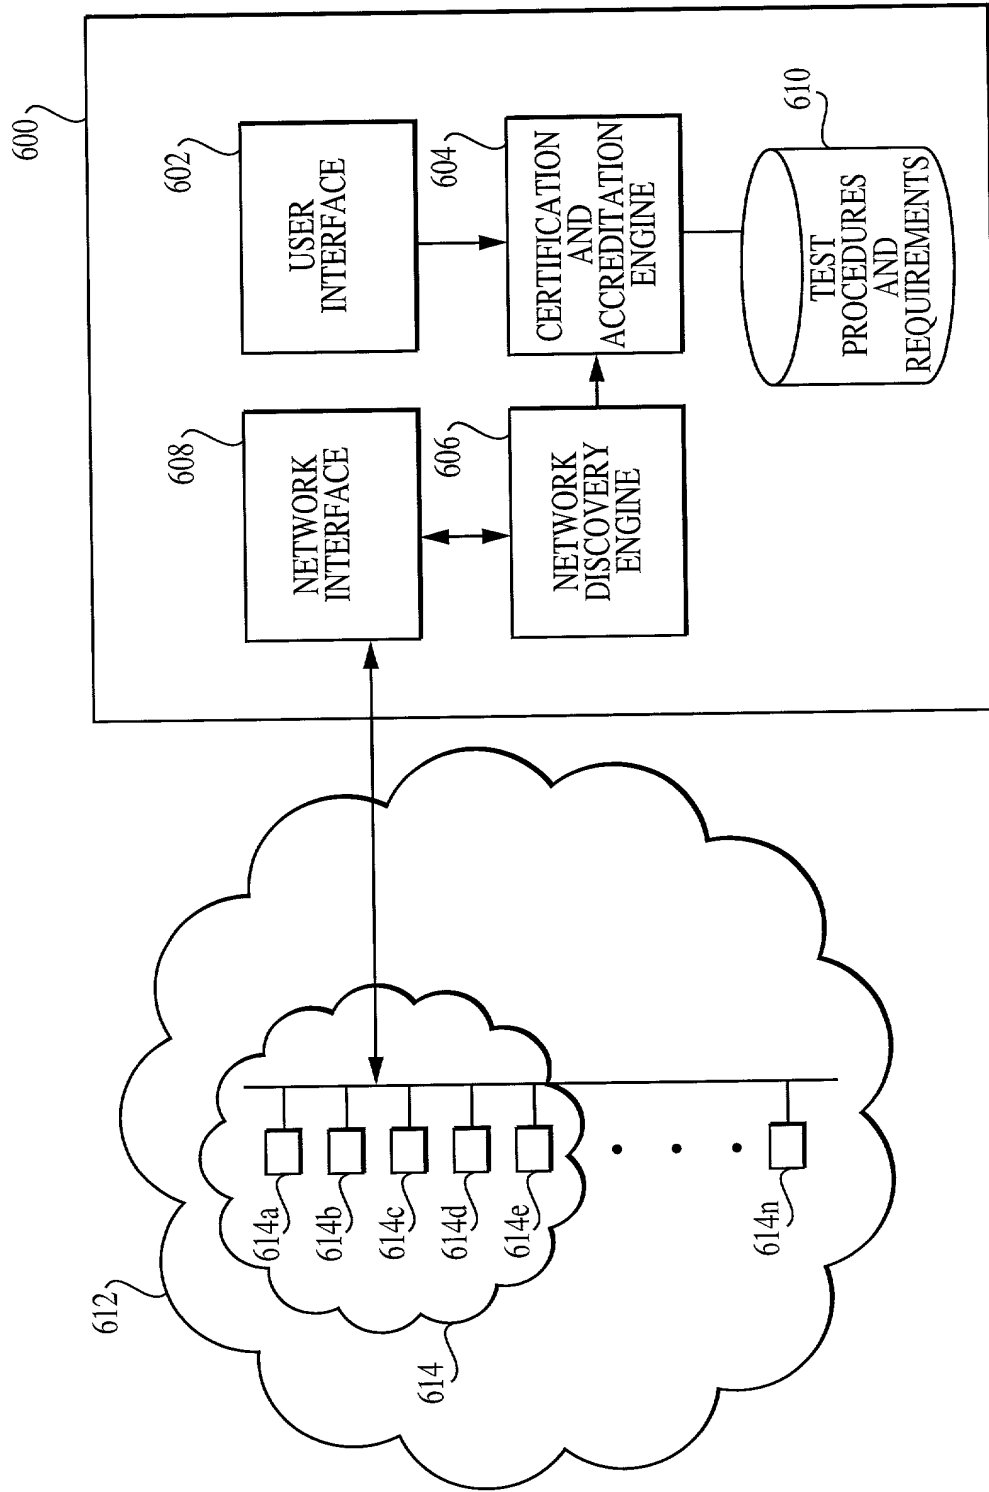 600
602
USER
INTERFACE
604
CERTIFICATION
AND
ACCREDITATION
ENGINE
610
TEST
PROCEDURES
AND
REQUIREMENTS
608
NETWORK
INTERFACE
606
NETWORK
DISCOVERY
ENGINE
612
614
614a
614b
614c
614d
614e
614n